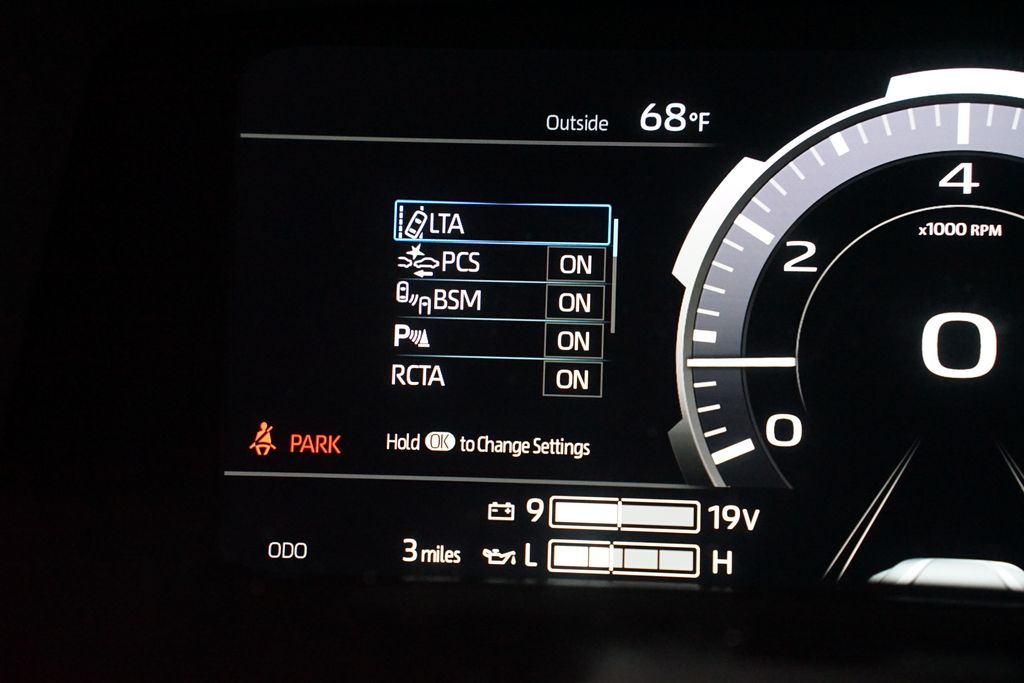 Outside 68°F
LTA
PCS ON
BSM ON
P ON
RCTA ON
PARK
Hold OK to Change Settings
9 19V
ODO 3 miles
L H
4
x1000 RPM
2
0
0